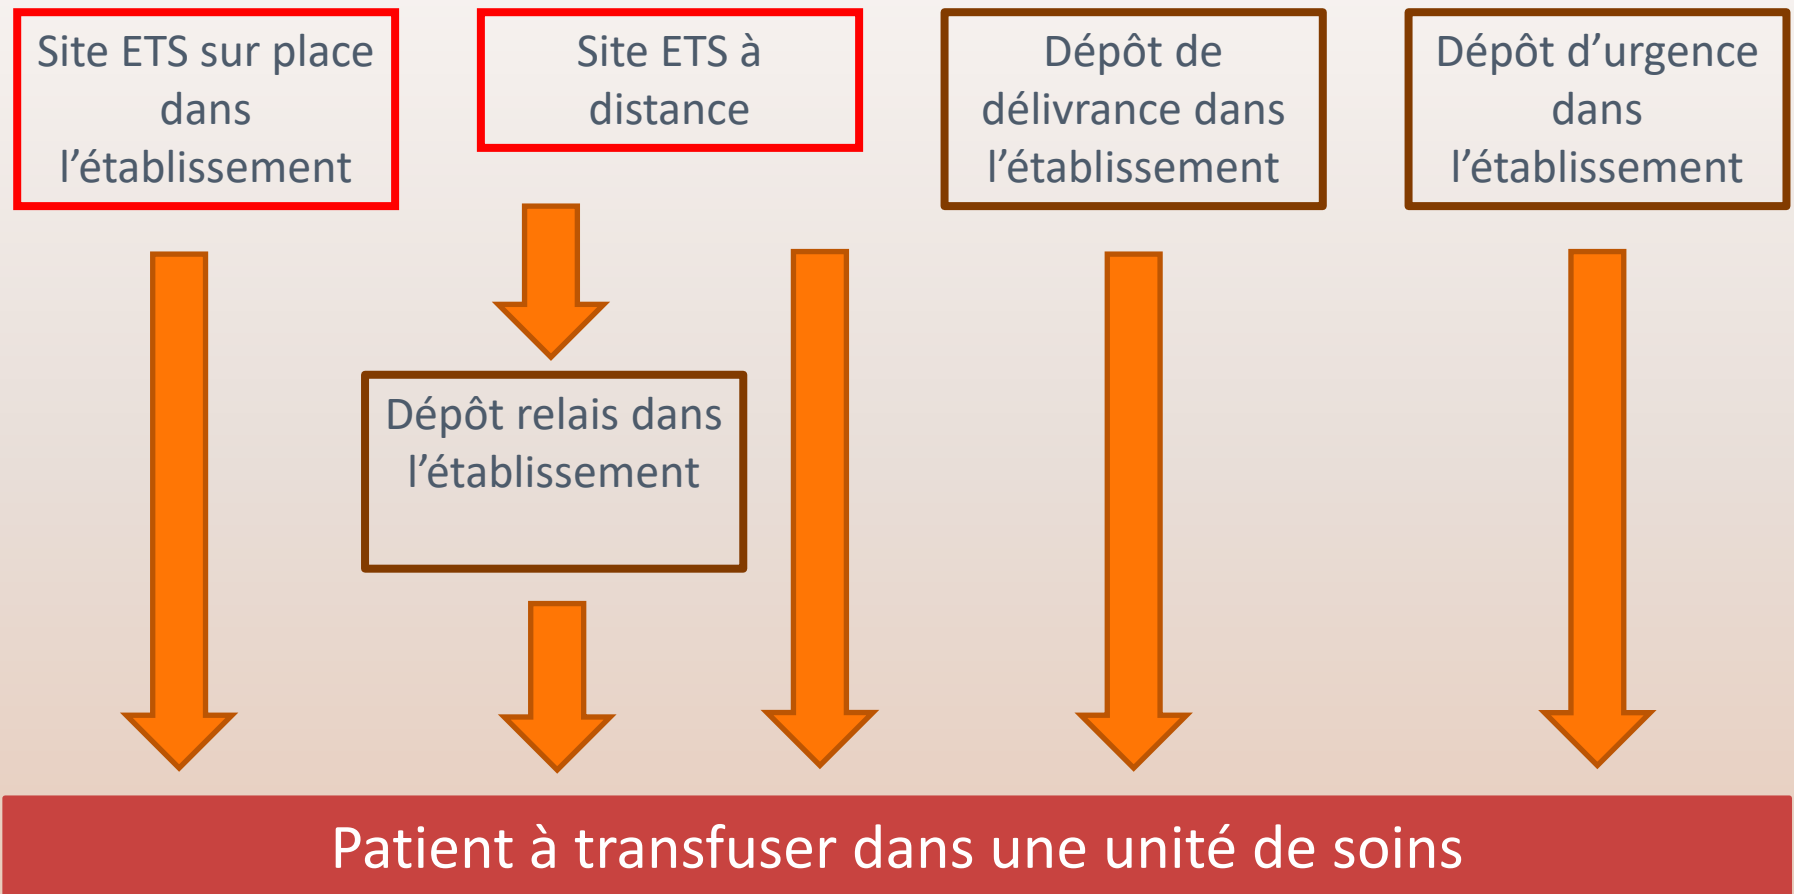 Site ETS sur place
dans
l’établissement
Site ETS à
distance
Dépôt de
délivrance dans
l’établissement
Dépôt d’urgence
dans
l’établissement
Dépôt relais dans
l’établissement
Patient à transfuser dans une unité de soins